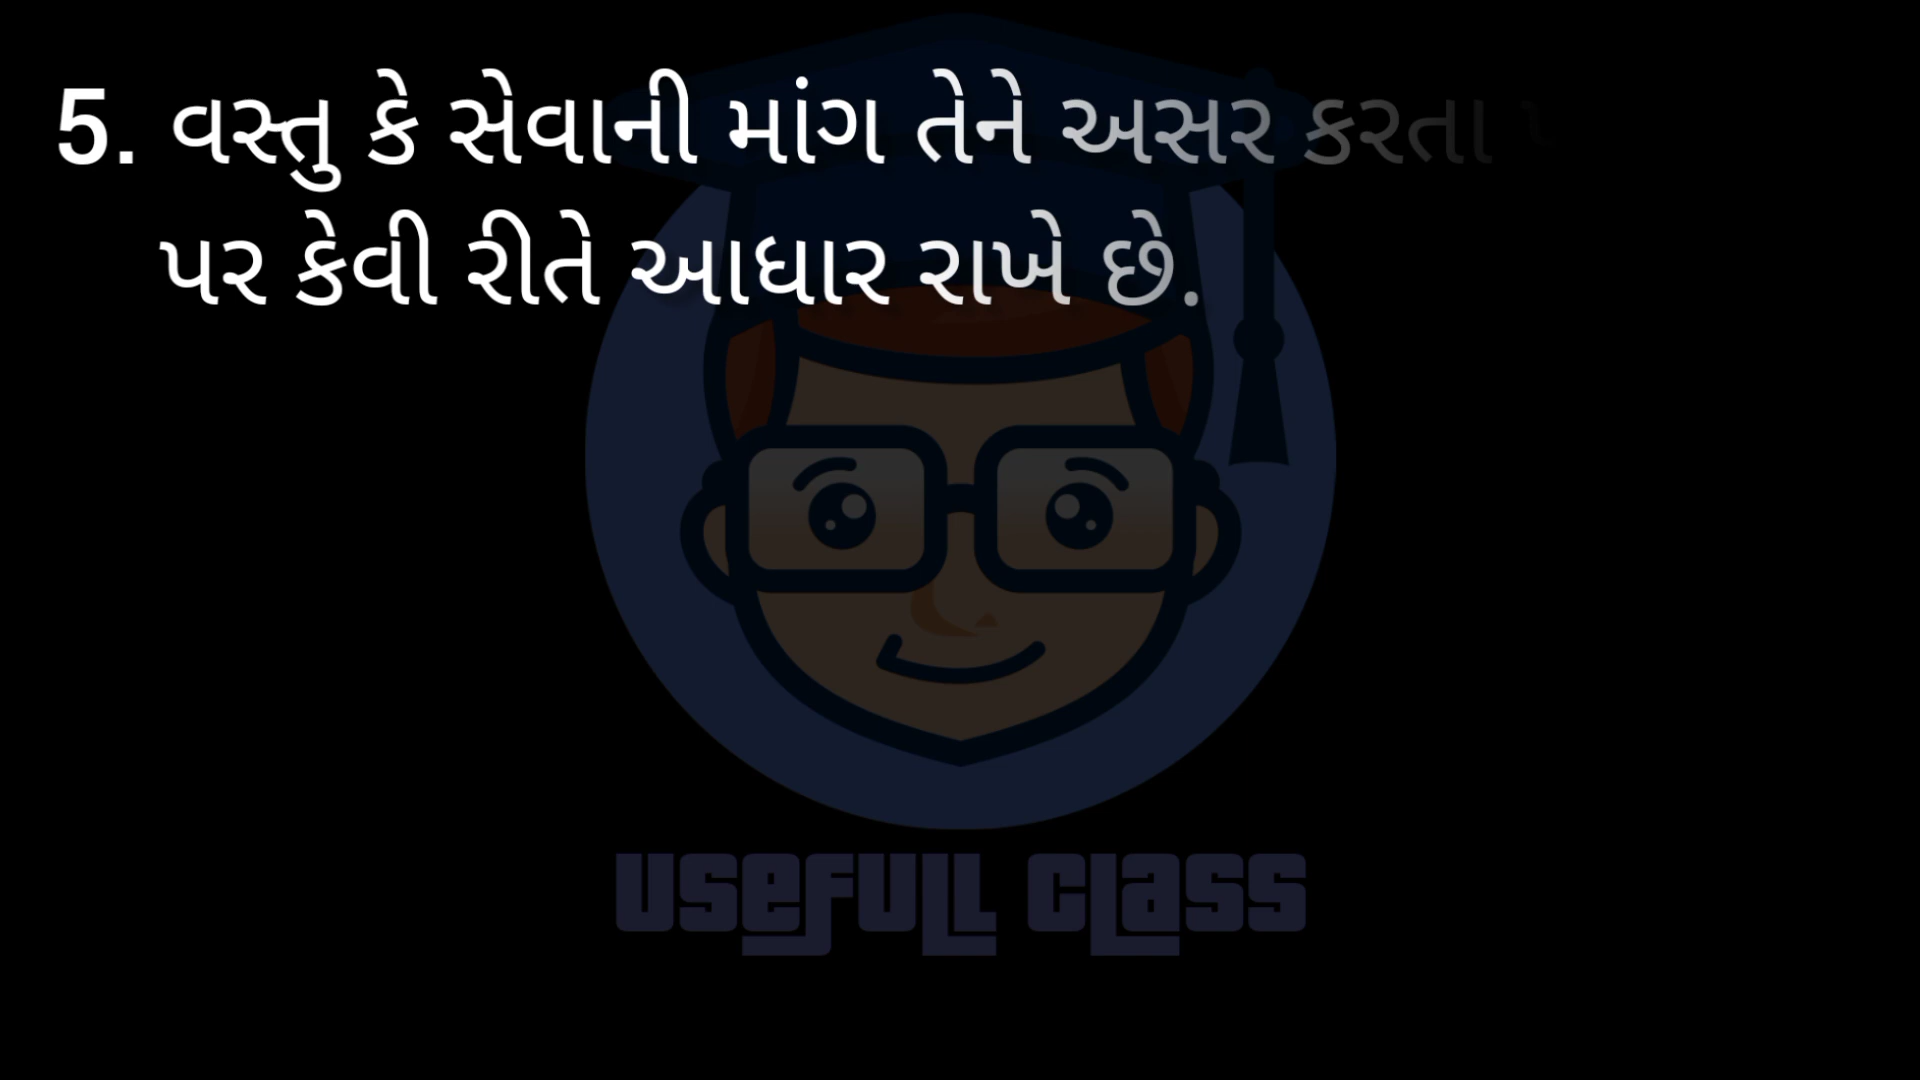 5. વસ્તુ કે સેવાની માંગ તેને અસર કરતા
પર કેવી રીતે આધાર રાખે છે.
USEFULL CLASS